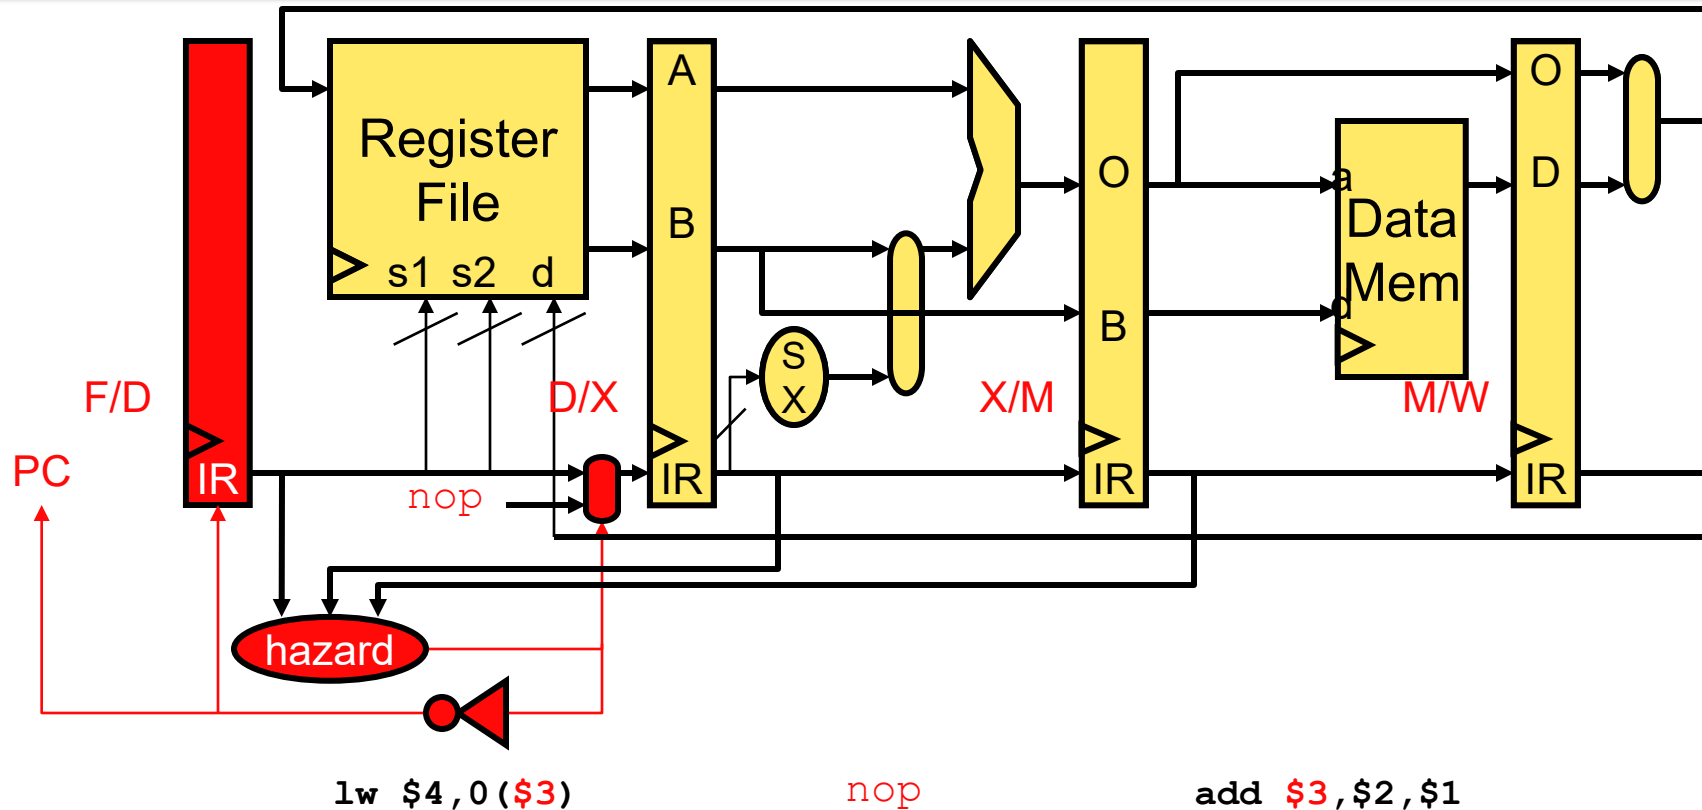 Register
File
s1 s2 d
A
B
S
X
O
B
a
Data
Mem
d
O
D
F/D
D/X
X/M
M/W
PC
IR
nop
IR
IR
IR
hazard
lw $4,0($3)
nop
add $3,$2,$1